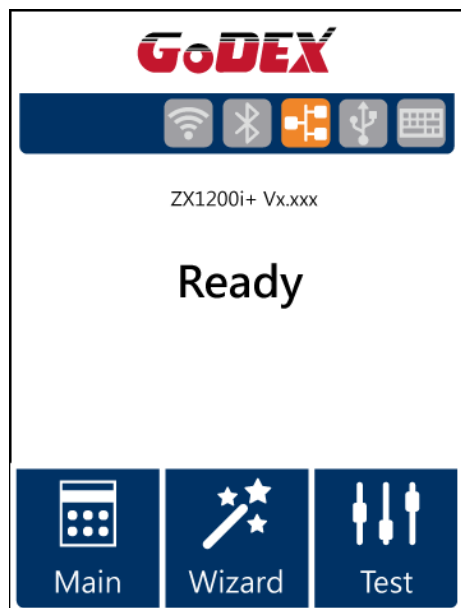 GoDEX
ZX1200i+ Vx.xxx
Ready
Main
Wizard
Test